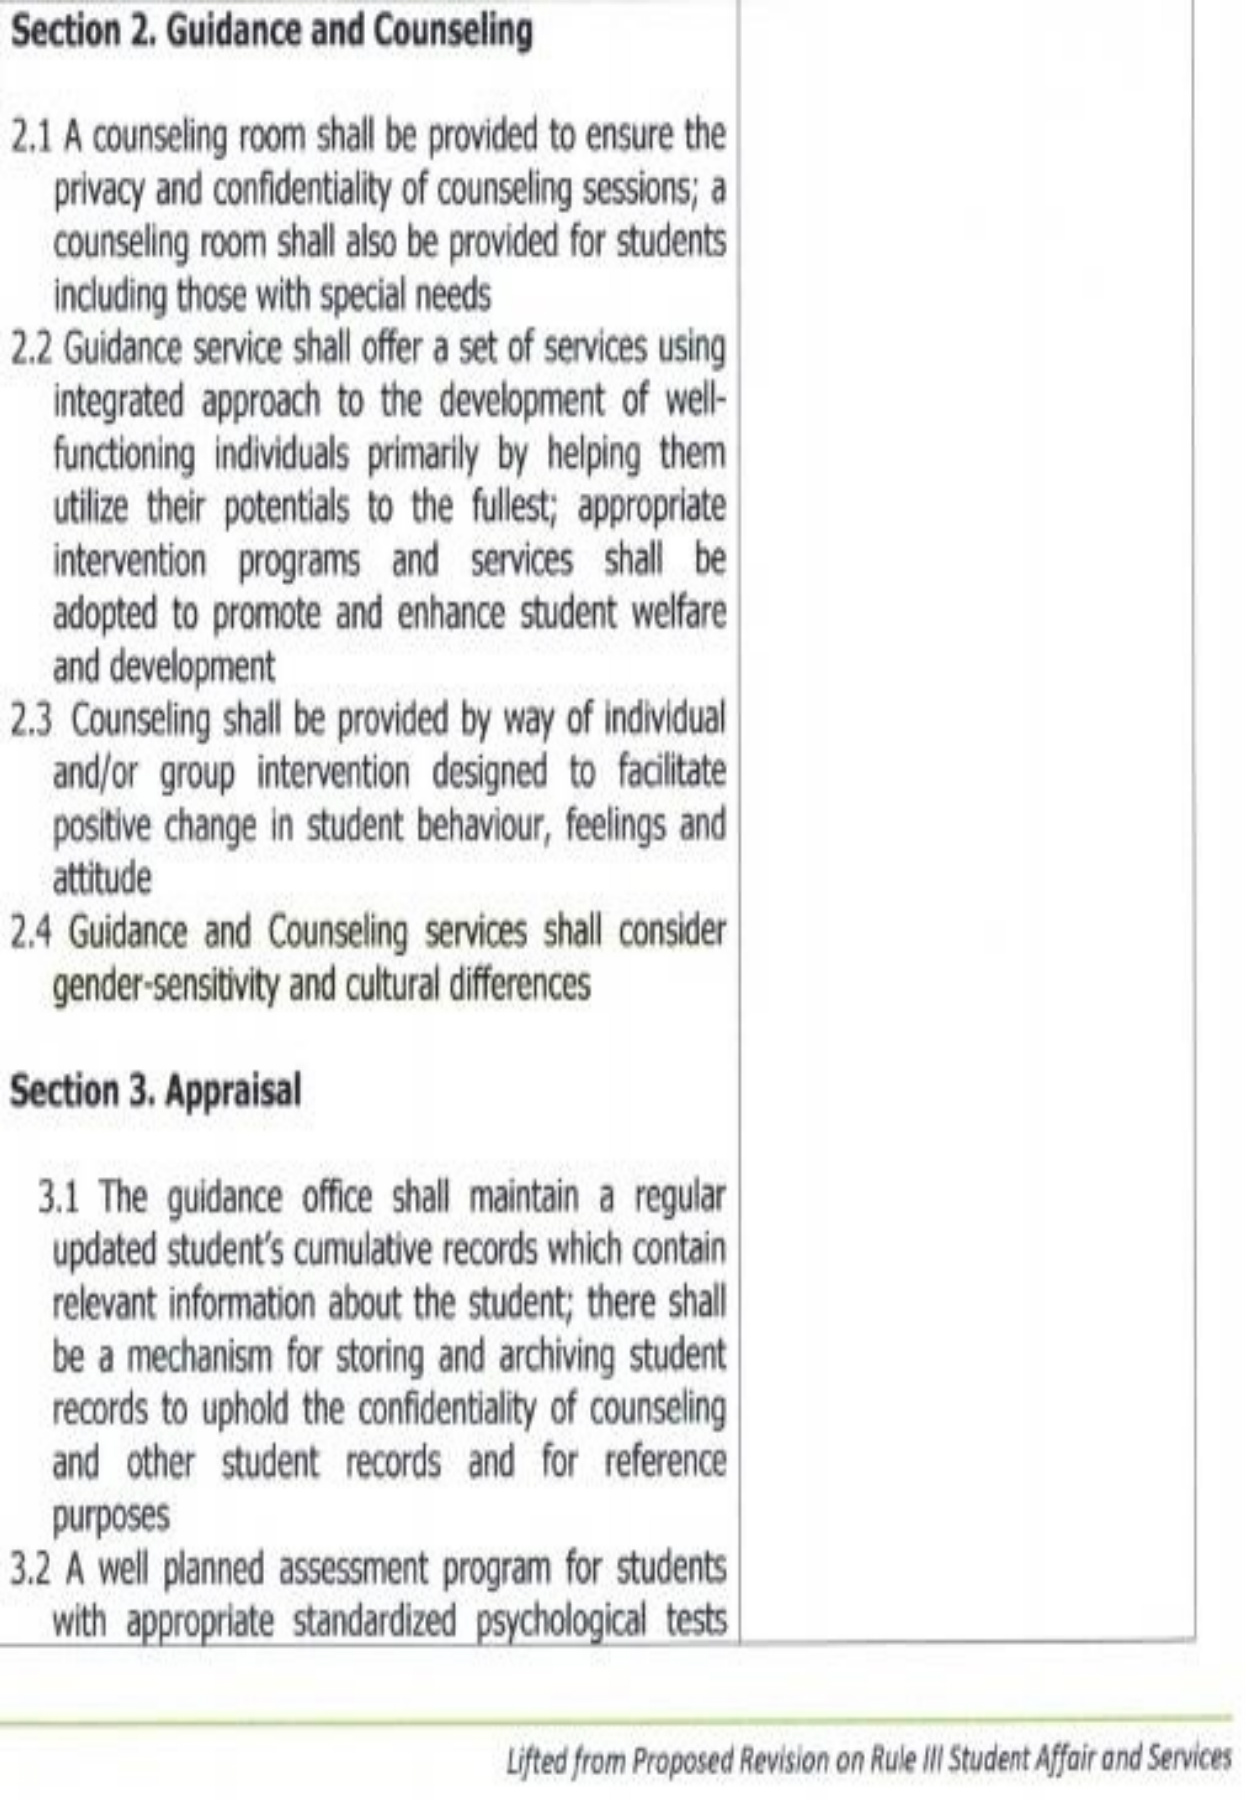 Section 2. Guidance and Counseling
2.1 A counseling room shall be provided to ensure the
privacy and confidentiality of counseling sessions; a
counseling room shall also be provided for students
including those with special needs
2.2 Guidance service shall offer a set of services using
integrated approach to the development of well-
functioning individuals primarily by helping them
utilize their potentials to the fullest; appropriate
intervention programs and services shall be
adopted to promote and enhance student welfare
and development
2.3 Counseling shall be provided by way of individual
and/or group intervention designed to facilitate
positive change in student behaviour, feelings and
attitude
2.4 Guidance and Counseling services shall consider
gender-sensitivity and cultural differences
Section 3. Appraisal
3.1 The guidance office shall maintain a regular
updated student's cumulative records which contain
relevant information about the student; there shall
be a mechanism for storing and archiving student
records to uphold the confidentiality of counseling
and other student records and for reference
purposes
3.2 A well planned assessment program for students
with appropriate standardized psychological tests
Lifted from Proposed Revision on Rule III Student Affair and Services